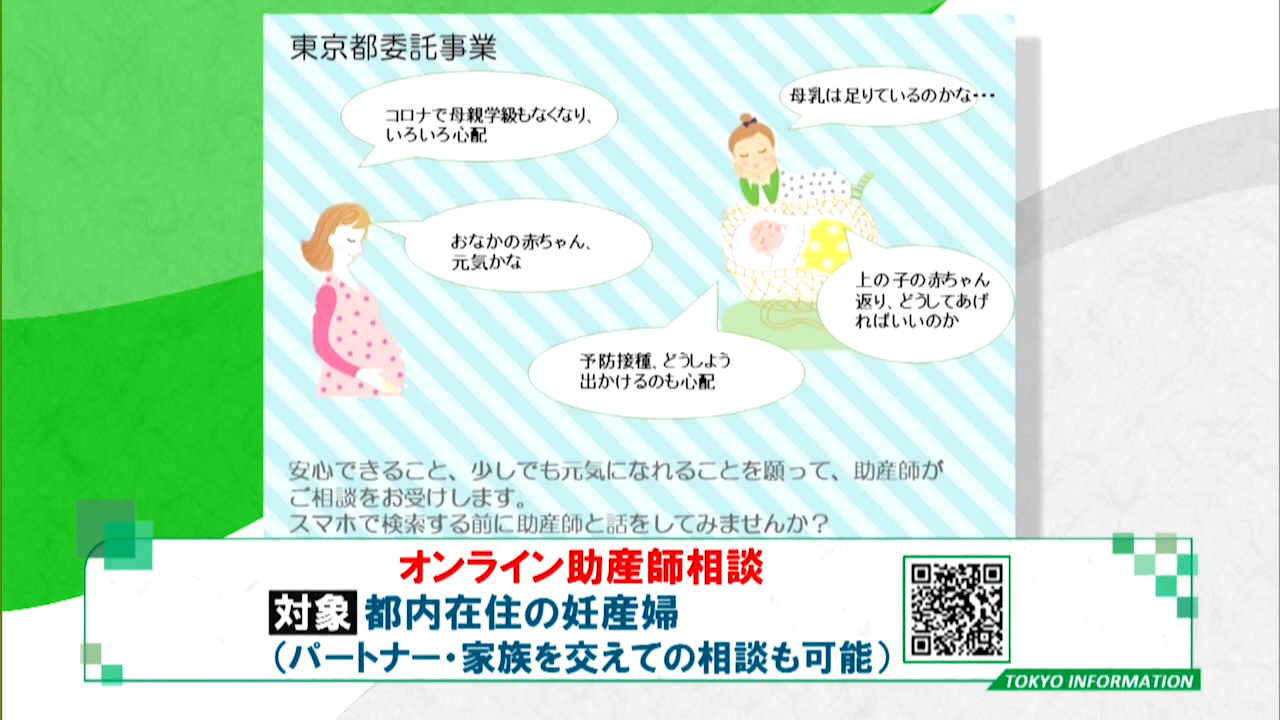 東京都委託事業
コロナで母親学級もなくなり、
いろいろ心配
母乳は足りているのかな・・・
おなかの赤ちゃん、
元気かな
上の子の赤ちゃん
返り、どうしてあげ
ればいいのか
予防接種、どうしよう
出かけるのも心配
安心できること、少しでも元気になれることを願って、助産師が
ご相談をお受けします。
スマホで検索する前に助産師と話をしてみませんか？
オンライン助産師相談
対象 都内在住の妊産婦
（パートナー・家族を交えての相談も可能）
TOKYO INFORMATION